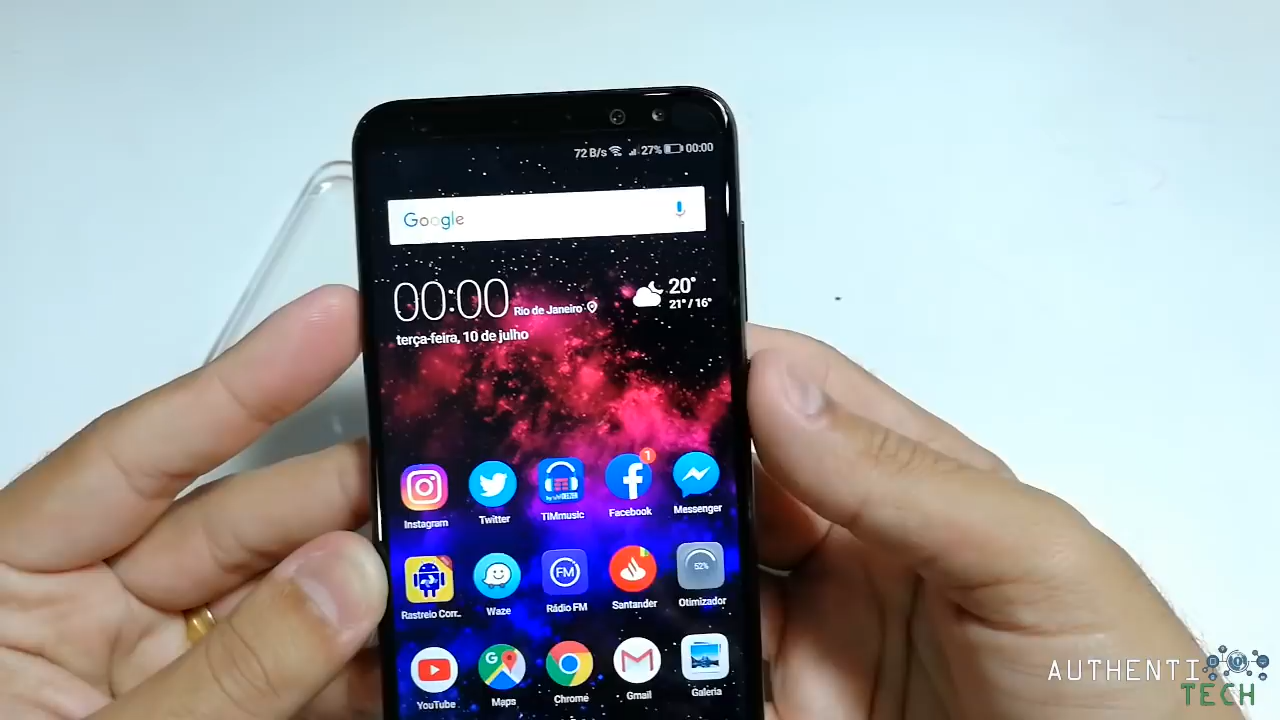 72 B/s 27% 00:00
Google
00:00 Rio de Janeiro
20°
21° / 16°
terça-feira, 10 de julho
1
Instagram Twitter TIMmusic Facebook Messenger
52%
FM
Rastreio Corr.. Waze Rádio FM Santander Otimizador
YouTube Maps Chrome Gmail Galeria
AUTHENTI
TECH